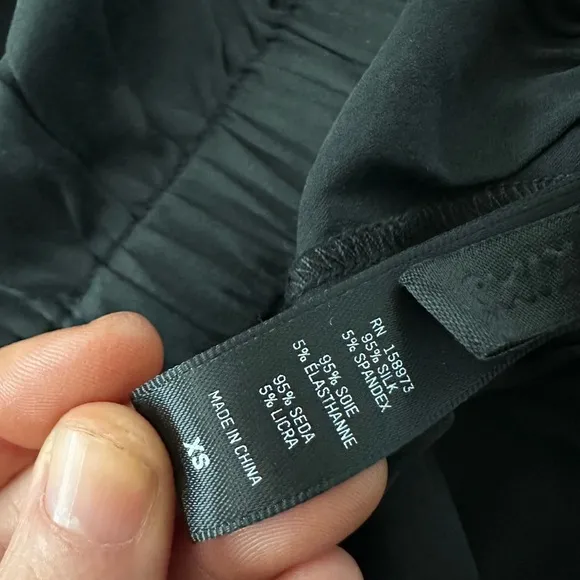 RN 158973
95% SILK
5% SPANDEX
95% SOIE
5% ÉLASTHANNE
95% SEDA
5% LICRA
MADE IN CHINA
XS